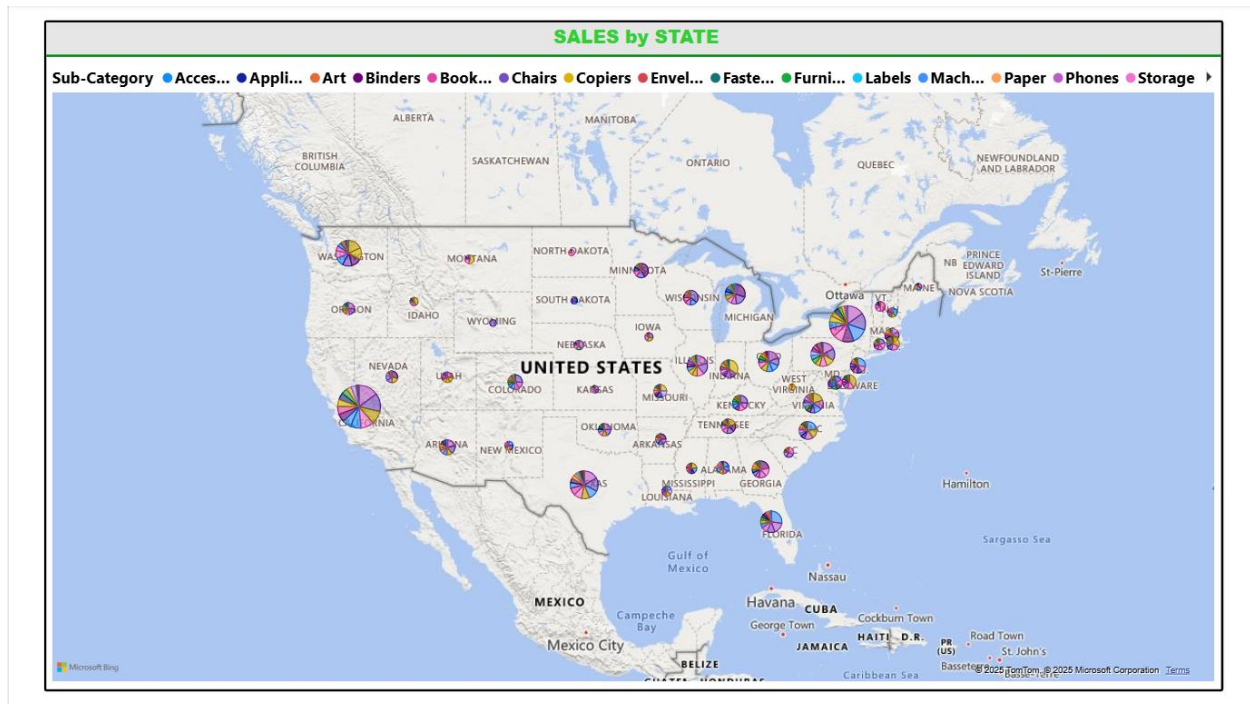 SALES by STATE
Sub-Category Acces... Appli... Art Binders Book... Chairs Copiers Envel... Faste... Furni... Labels Mach... Paper Phones Storage
ALBERTA
MANITOBA
BRITISH
COLUMBIA
SASKATCHEWAN
ONTARIO
QUEBEC
NEWFOUNDLAND
AND LABRADOR
NORTH DAKOTA
MONTANA
MINNESOTA
NB
PRINCE
EDWARD
ISLAND
St-Pierre
MAINE
NOVA SCOTIA
Ottawa
VT
SOUTH DAKOTA
WISCONSIN
IDAHO
WYOMING
MICHIGAN
IOWA
NEBRASKA
NEVADA
UNITED STATES
COLORADO
KANSAS
MISSOURI
WEST
VIRGINIA
MD
KENTUCKY
OKLAHOMA
TENNESSEE
NEW MEXICO
ARKANSAS
ALABAMA
MISSISSIPPI
GEORGIA
LOUISIANA
FLORIDA
Hamilton
Sargasso Sea
Gulf of
Mexico
Nassau
MEXICO
Havana
CUBA
Campeche
Bay
Cockburn Town
George Town
Mexico City
JAMAICA
HAITI
D.R.
PR
(US)
Road Town
St. John's
BELIZE
Caribbean Sea
Microsoft Bing
© 2025 TomTom, © 2025 Microsoft Corporation Terms